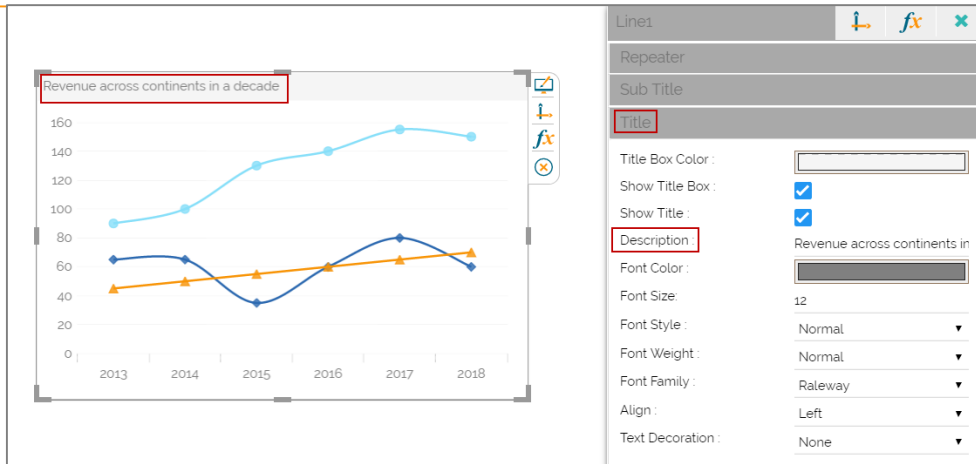 Line1 fx ×
Repeater
Sub Title
Title
Revenue across continents in a decade
160
140
120
100
80
60
40
20
0
2013 2014 2015 2016 2017 2018
fx
Title Box Color :
Show Title Box :
Show Title :
Description : Revenue across continents in
Font Color :
Font Size: 12
Font Style : Normal
Font Weight : Normal
Font Family : Raleway
Align : Left
Text Decoration : None